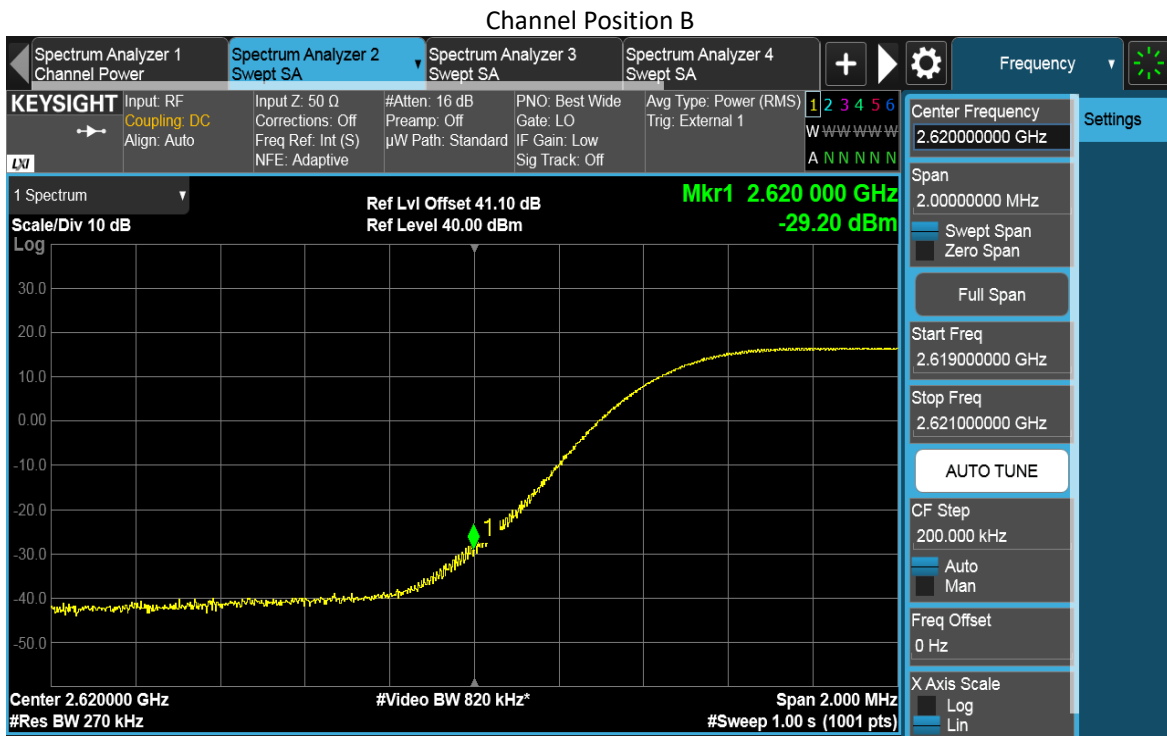 Channel Position B
Spectrum Analyzer 1
Channel Power
Spectrum Analyzer 2
Swept SA
Spectrum Analyzer 3
Swept SA
Spectrum Analyzer 4
Swept SA
Frequency
KEYSIGHT
LXI
Input: RF
Coupling: DC
Align: Auto
Input Z: 50 Ω
Corrections: Off
Freq Ref: Int (S)
NFE: Adaptive
#Atten: 16 dB
Preamp: Off
µW Path: Standard
PNO: Best Wide
Gate: LO
IF Gain: Low
Sig Track: Off
Avg Type: Power (RMS)
Trig: External 1
1 2 3 4 5 6
W W W W W W
A N N N N N
1 Spectrum
Scale/Div 10 dB
Log
Ref Lvl Offset 41.10 dB
Ref Level 40.00 dBm
Mkr1 2.620 000 GHz
-29.20 dBm
30.0
20.0
10.0
0.00
-10.0
-20.0
-30.0
-40.0
-50.0
1
Center 2.620000 GHz
#Res BW 270 kHz
#Video BW 820 kHz*
Span 2.000 MHz
#Sweep 1.00 s (1001 pts)
Center Frequency
2.620000000 GHz
Span
2.00000000 MHz
Swept Span
Zero Span
Full Span
Start Freq
2.619000000 GHz
Stop Freq
2.621000000 GHz
AUTO TUNE
CF Step
200.000 kHz
Auto
Man
Freq Offset
0 Hz
X Axis Scale
Log
Lin
Settings